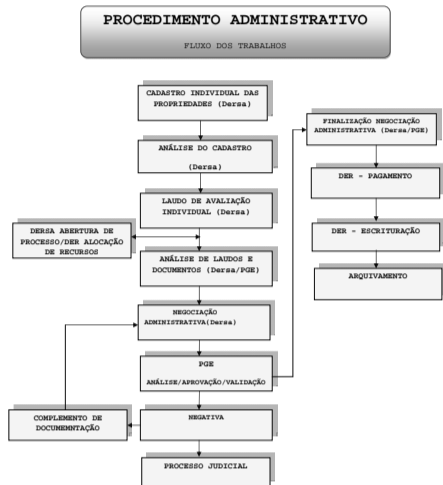 PROCEDIMENTO ADMINISTRATIVO
FLUXO DOS TRABALHOS
CADASTRO INDIVIDUAL DAS
PROPRIEDADES (Dersa)
ANÁLISE DO CADASTRO
(Dersa)
LAUDO DE AVALIAÇÃO
INDIVIDUAL (Dersa)
DERSA ABERTURA DE
PROCESSO/DER ALOCAÇÃO
DE RECURSOS
ANÁLISE DE LAUDOS E
DOCUMENTOS (Dersa/PGE)
NEGOCIAÇÃO
ADMINISTRATIVA(Dersa)
PGE
ANÁLISE/APROVAÇÃO/VALIDAÇÃO
COMPLEMENTO DE
DOCUMEMNTAÇÃO
NEGATIVA
PROCESSO JUDICIAL
FINALIZAÇÃO NEGOCIAÇÃO
ADMINISTRATIVA (Dersa/PGE)
DER - PAGAMENTO
DER - ESCRITURAÇÃO
ARQUIVAMENTO